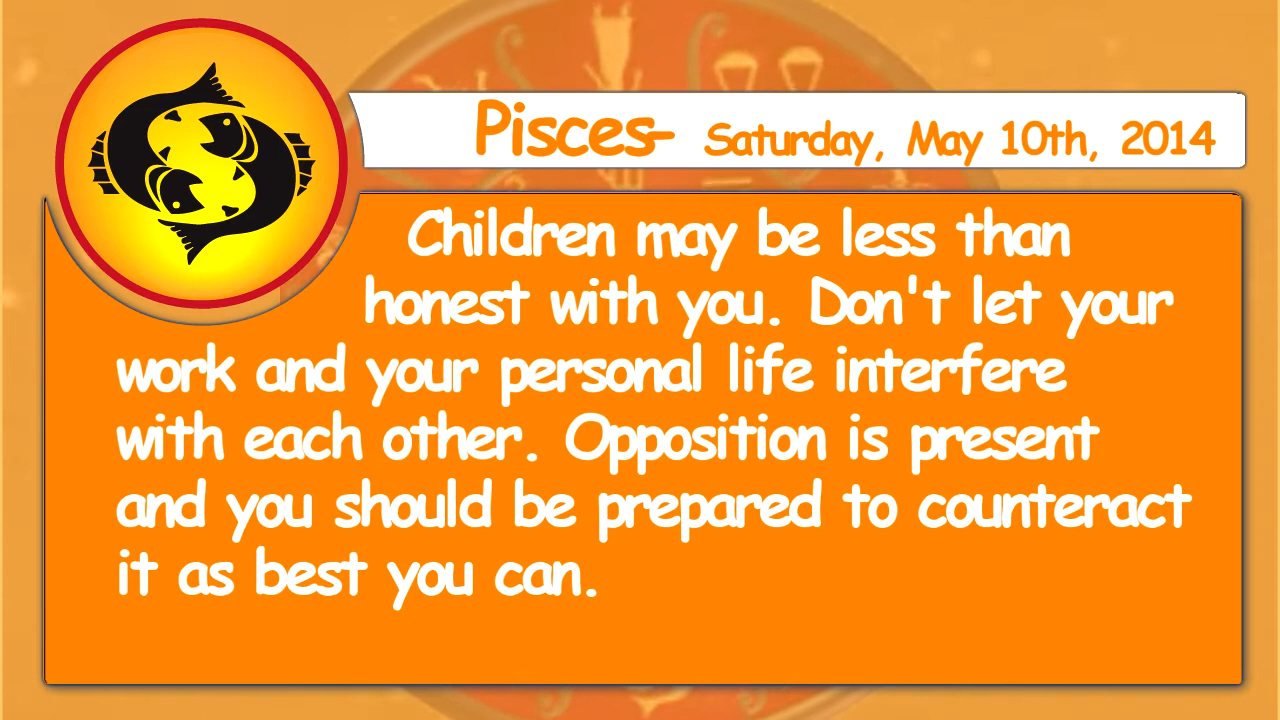 Pisces- Saturday, May 10th, 2014
Children may be less than
honest with you. Don't let your
work and your personal life interfere
with each other. Opposition is present
and you should be prepared to counteract
it as best you can.